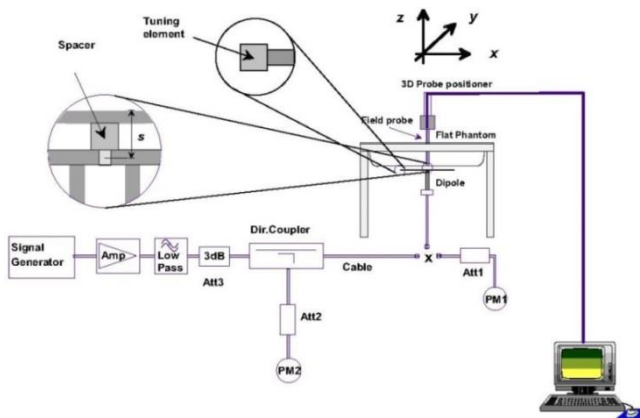 Tuning
element
Spacer
s
z
y
x
3D Probe positioner
Field probe
Flat Phantom
Dipole
Signal
Generator
Amp
Low
Pass
3dB
Att3
Dir.Coupler
Cable
x
Att1
PM1
Att2
PM2